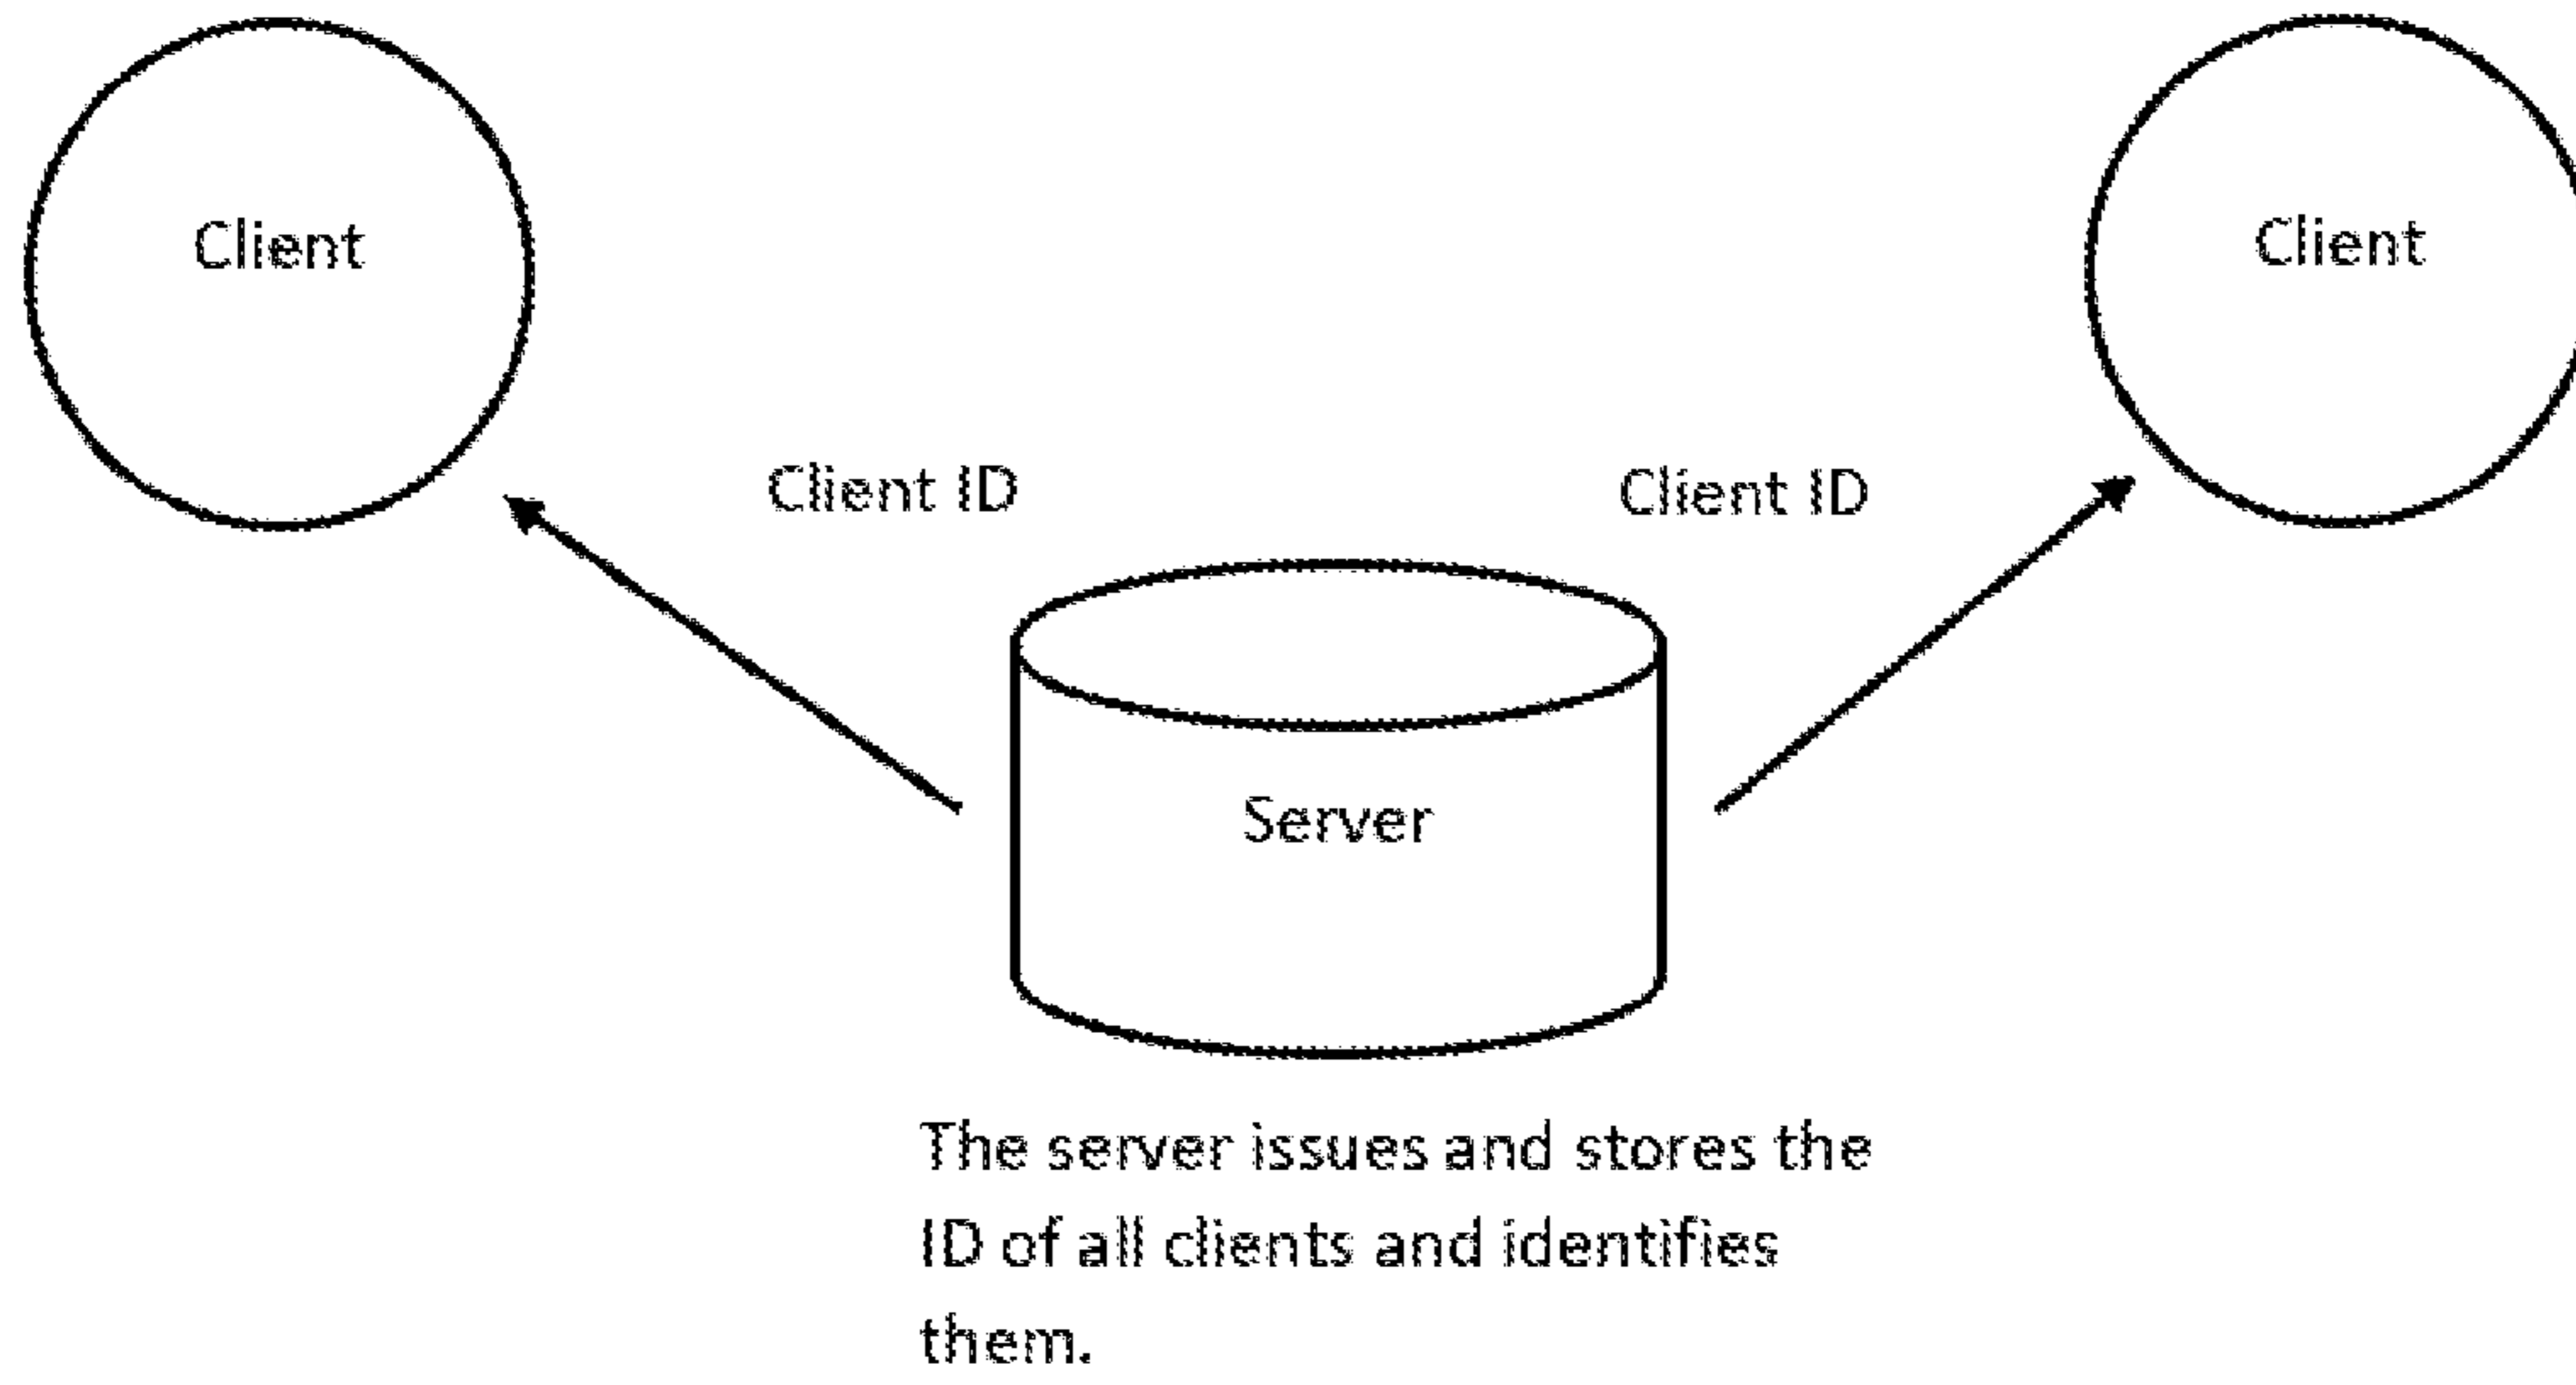 Client
Client
Client ID
Client ID
Server
The server issues and stores the
ID of all clients and identifies
them.